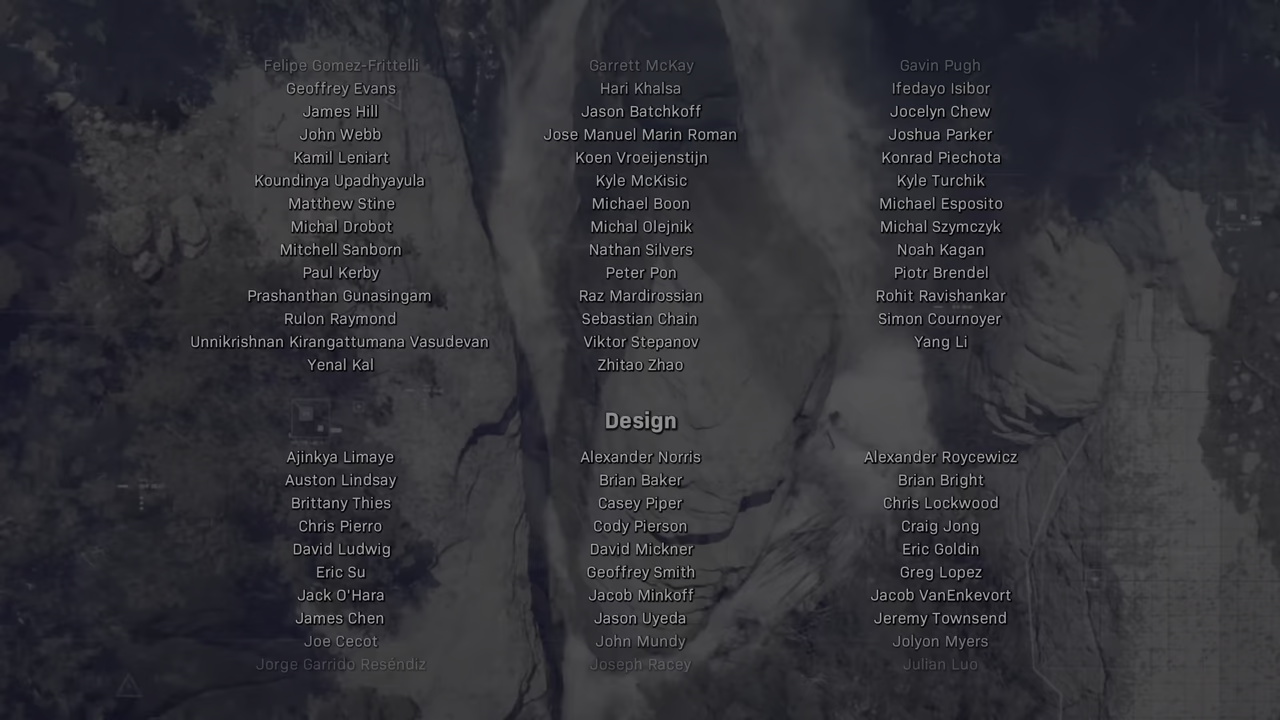 Felipe Gomez-Frittelli Garrett McKay Gavin Pugh
Geoffrey Evans Hari Khalsa Ifedayo Isibor
James Hill Jason Batchkoff Jocelyn Chew
John Webb Jose Manuel Marin Roman Joshua Parker
Kamil Leniart Koen Vroeijenstijn Konrad Piechota
Koundinya Upadhyayula Kyle McKisic Kyle Turchik
Matthew Stine Michael Boon Michael Esposito
Michal Drobot Michal Olejnik Michal Szymczyk
Mitchell Sanborn Nathan Silvers Noah Kagan
Paul Kerby Peter Pon Piotr Brendel
Prashanthan Gunasingam Raz Mardirossian Rohit Ravishankar
Rulon Raymond Sebastian Chain Simon Cournoyer
Unnikrishnan Kirangattumana Vasudevan Viktor Stepanov Yang Li
Yenal Kal Zhitao Zhao
Design
Ajinkya Limaye Alexander Norris Alexander Roycewicz
Auston Lindsay Brian Baker Brian Bright
Brittany Thies Casey Piper Chris Lockwood
Chris Pierro Cody Pierson Craig Jong
David Ludwig David Mickner Eric Goldin
Eric Su Geoffrey Smith Greg Lopez
Jack O'Hara Jacob Minkoff Jacob VanEnkevort
James Chen Jason Uyeda Jeremy Townsend
Joe Cecot John Mundy Jolyon Myers
Jorge Garrido Reséndiz Joseph Racey Julian Luo